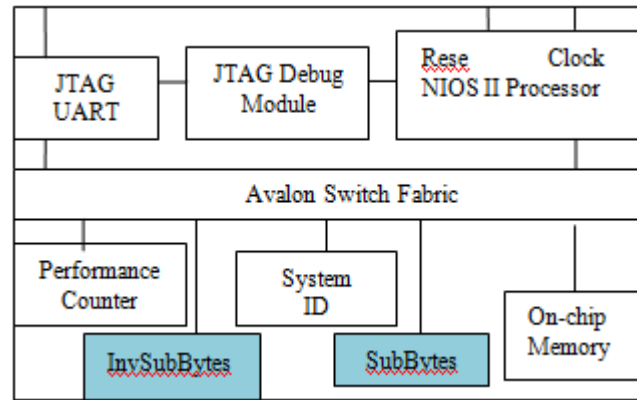 JTAG
UART
JTAG Debug
Module
Rese Clock
NIOS II Processor
Avalon Switch Fabric
Performance
Counter
System
ID
On-chip
Memory
InvSubBytes
SubBytes